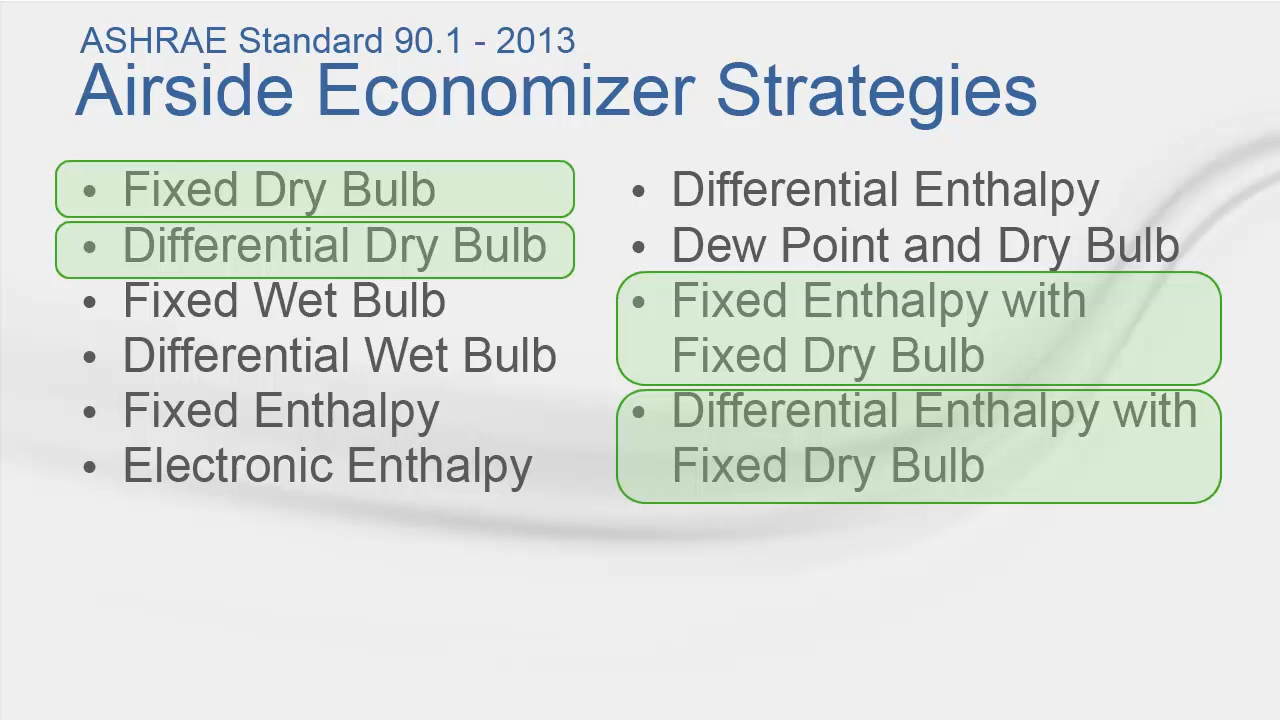 ASHRAE Standard 90.1 - 2013
Airside Economizer Strategies
• Fixed Dry Bulb
• Differential Dry Bulb
• Fixed Wet Bulb
• Differential Wet Bulb
• Fixed Enthalpy
• Electronic Enthalpy
• Differential Enthalpy
• Dew Point and Dry Bulb
• Fixed Enthalpy with
Fixed Dry Bulb
• Differential Enthalpy with
Fixed Dry Bulb